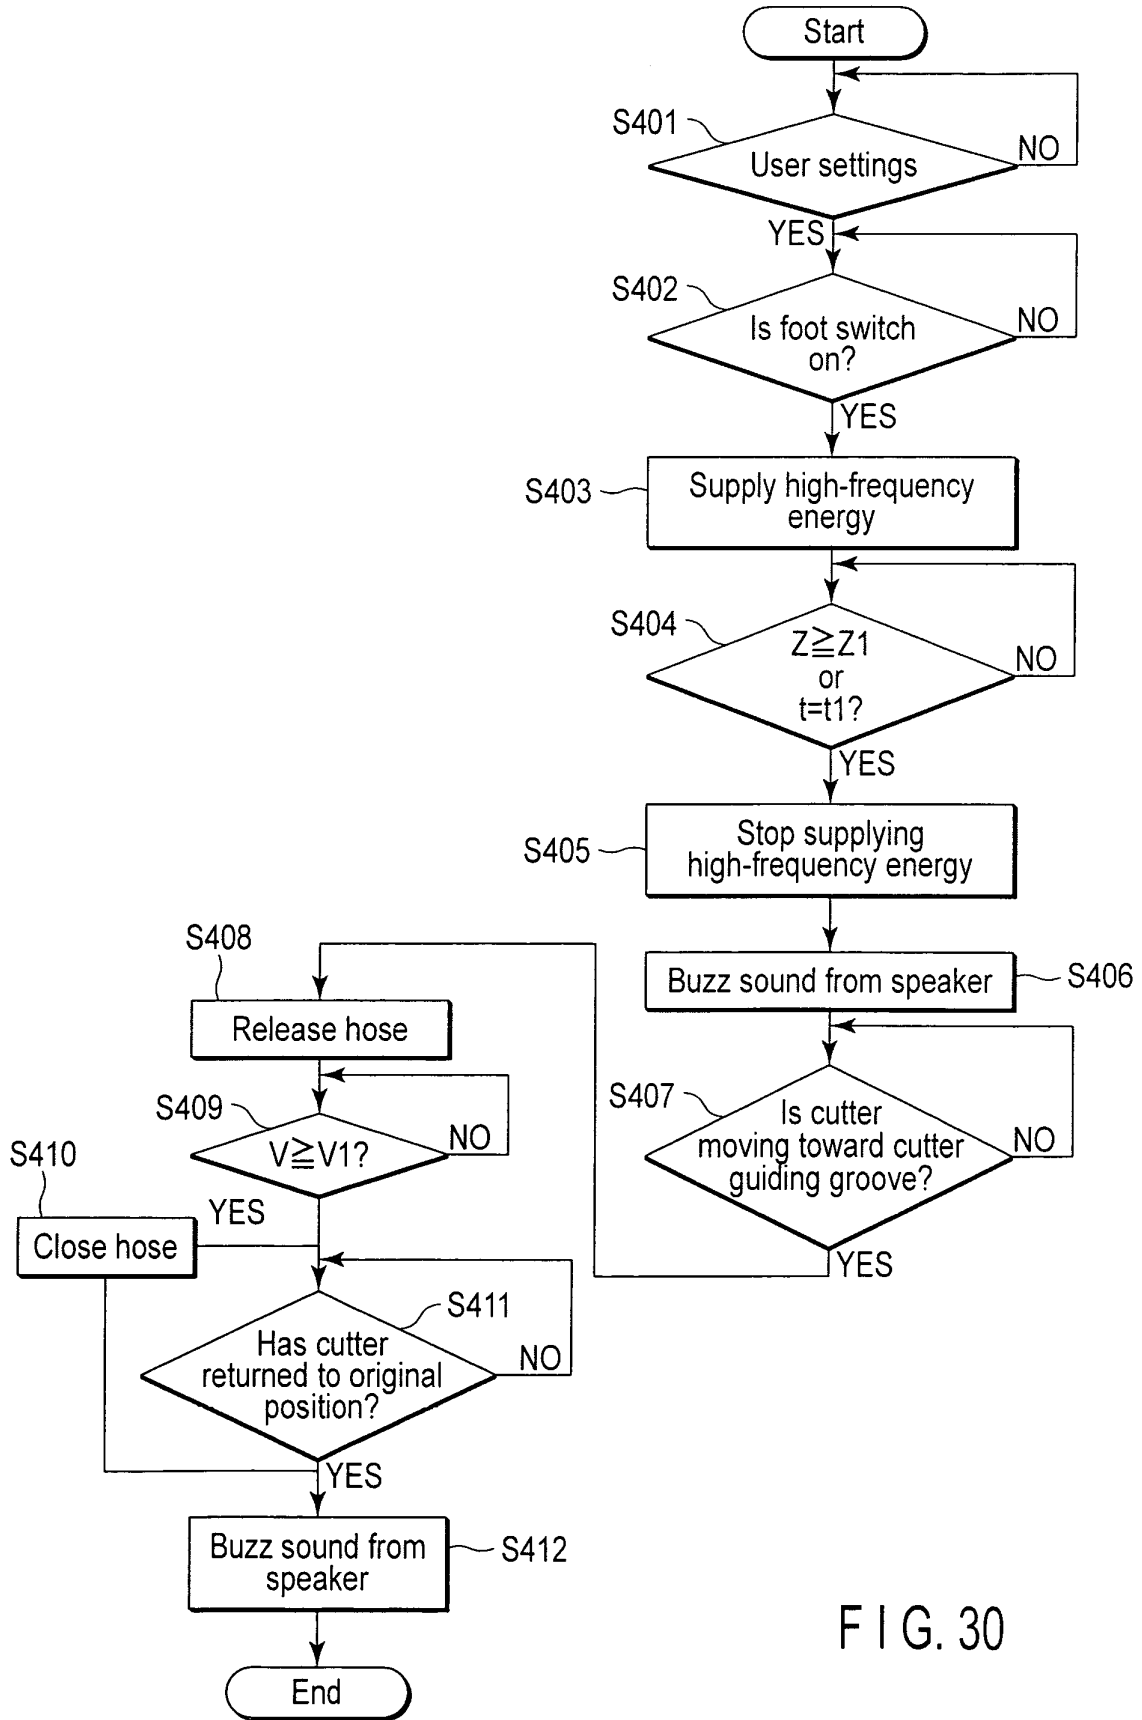 Start
S401
User settings
NO
YES
S402
Is foot switch
on?
NO
YES
S403
Supply high-frequency
energy
S404
Z≧Z1
or
t=t1?
NO
YES
S405
Stop supplying
high-frequency energy
S406
Buzz sound from speaker
S407
Is cutter
moving toward cutter
guiding groove?
NO
YES
S408
Release hose
S409
V≧V1?
NO
YES
S410
Close hose
S411
Has cutter
returned to original
position?
NO
YES
Buzz sound from
speaker
S412
End
FIG. 30